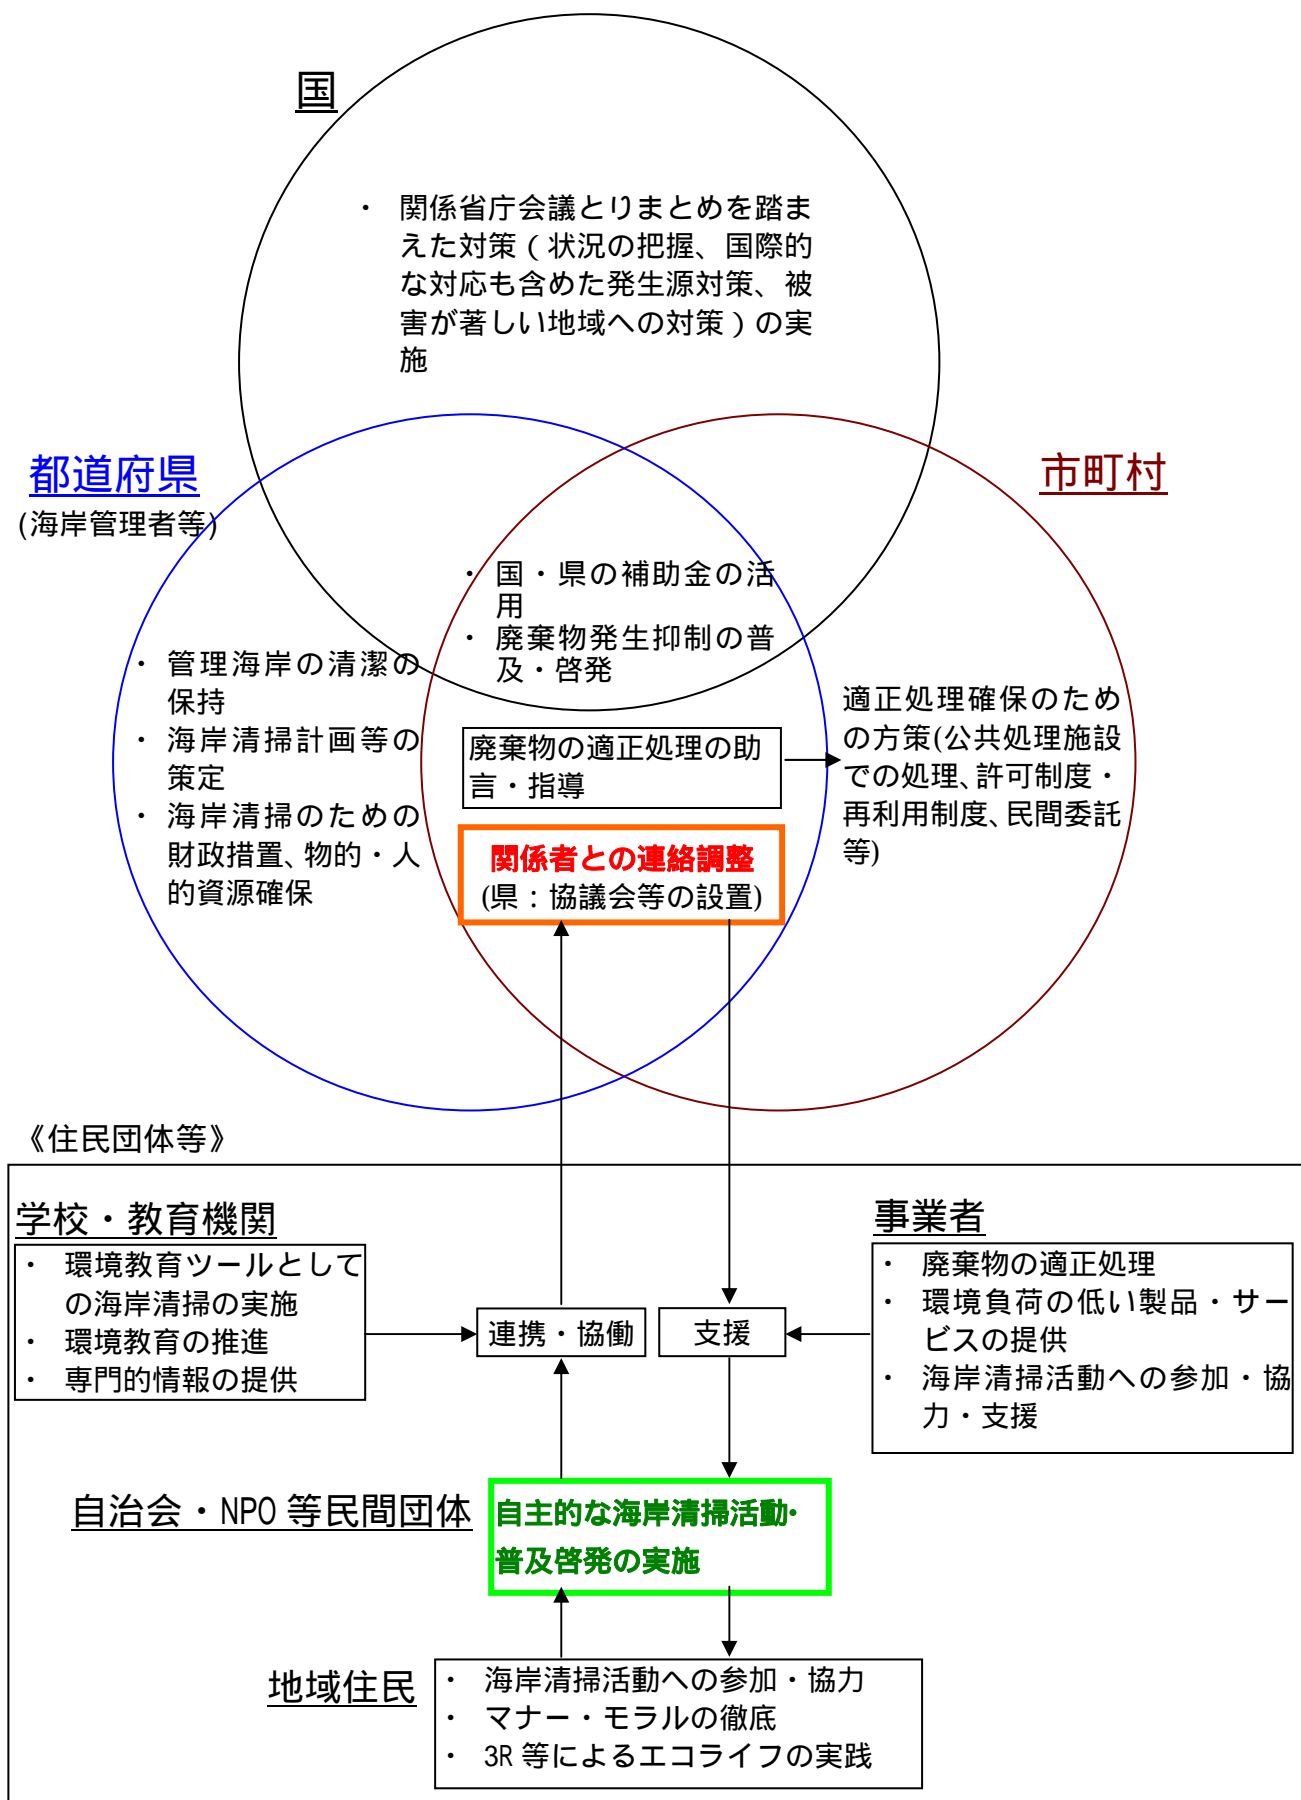 国
・ 関係省庁会議とりまとめを踏ま
えた対策（状況の把握、国際的
な対応も含めた発生源対策、被
害が著しい地域への対策）の実
施
都道府県
(海岸管理者等)
市町村
・ 国・県の補助金の活
用
・ 廃棄物発生抑制の普
及・啓発
・ 管理海岸の清潔の
保持
・ 海岸清掃計画等の
策定
・ 海岸清掃のための
財政措置、物的・人
的資源確保
廃棄物の適正処理の助
言・指導
適正処理確保のため
の方策(公共処理施設
での処理、許可制度・
再利用制度、民間委託
等)
関係者との連絡調整
(県：協議会等の設置)
《住民団体等》
学校・教育機関
・ 環境教育ツールとして
の海岸清掃の実施
・ 環境教育の推進
・ 専門的情報の提供
連携・協働
支援
事業者
・ 廃棄物の適正処理
・ 環境負荷の低い製品・サー
ビスの提供
・ 海岸清掃活動への参加・協
力・支援
自治会・NPO 等民間団体
自主的な海岸清掃活動・
普及啓発の実施
地域住民
・ 海岸清掃活動への参加・協力
・ マナー・モラルの徹底
・ 3R 等によるエコライフの実践